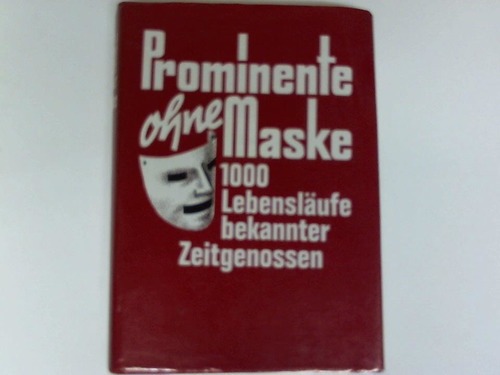 Prominente
ohne Maske
1000
Lebensläufe
bekannter
Zeitgenossen